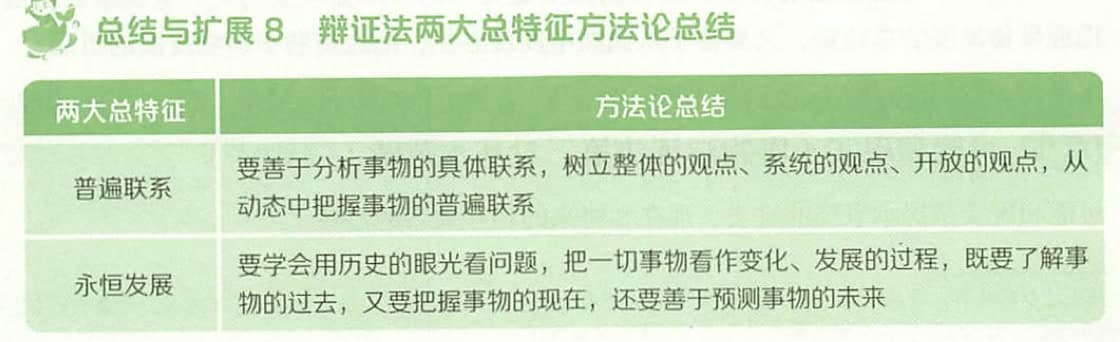 总结与扩展 8 辩证法两大总特征方法论总结
两大总特征
方法论总结
普遍联系
要善于分析事物的具体联系，树立整体的观点、系统的观点、开放的观点，从
动态中把握事物的普遍联系
永恒发展
要学会用历史的眼光看问题，把一切事物看作变化、发展的过程，既要了解事
物的过去，又要把握事物的现在，还要善于预测事物的未来